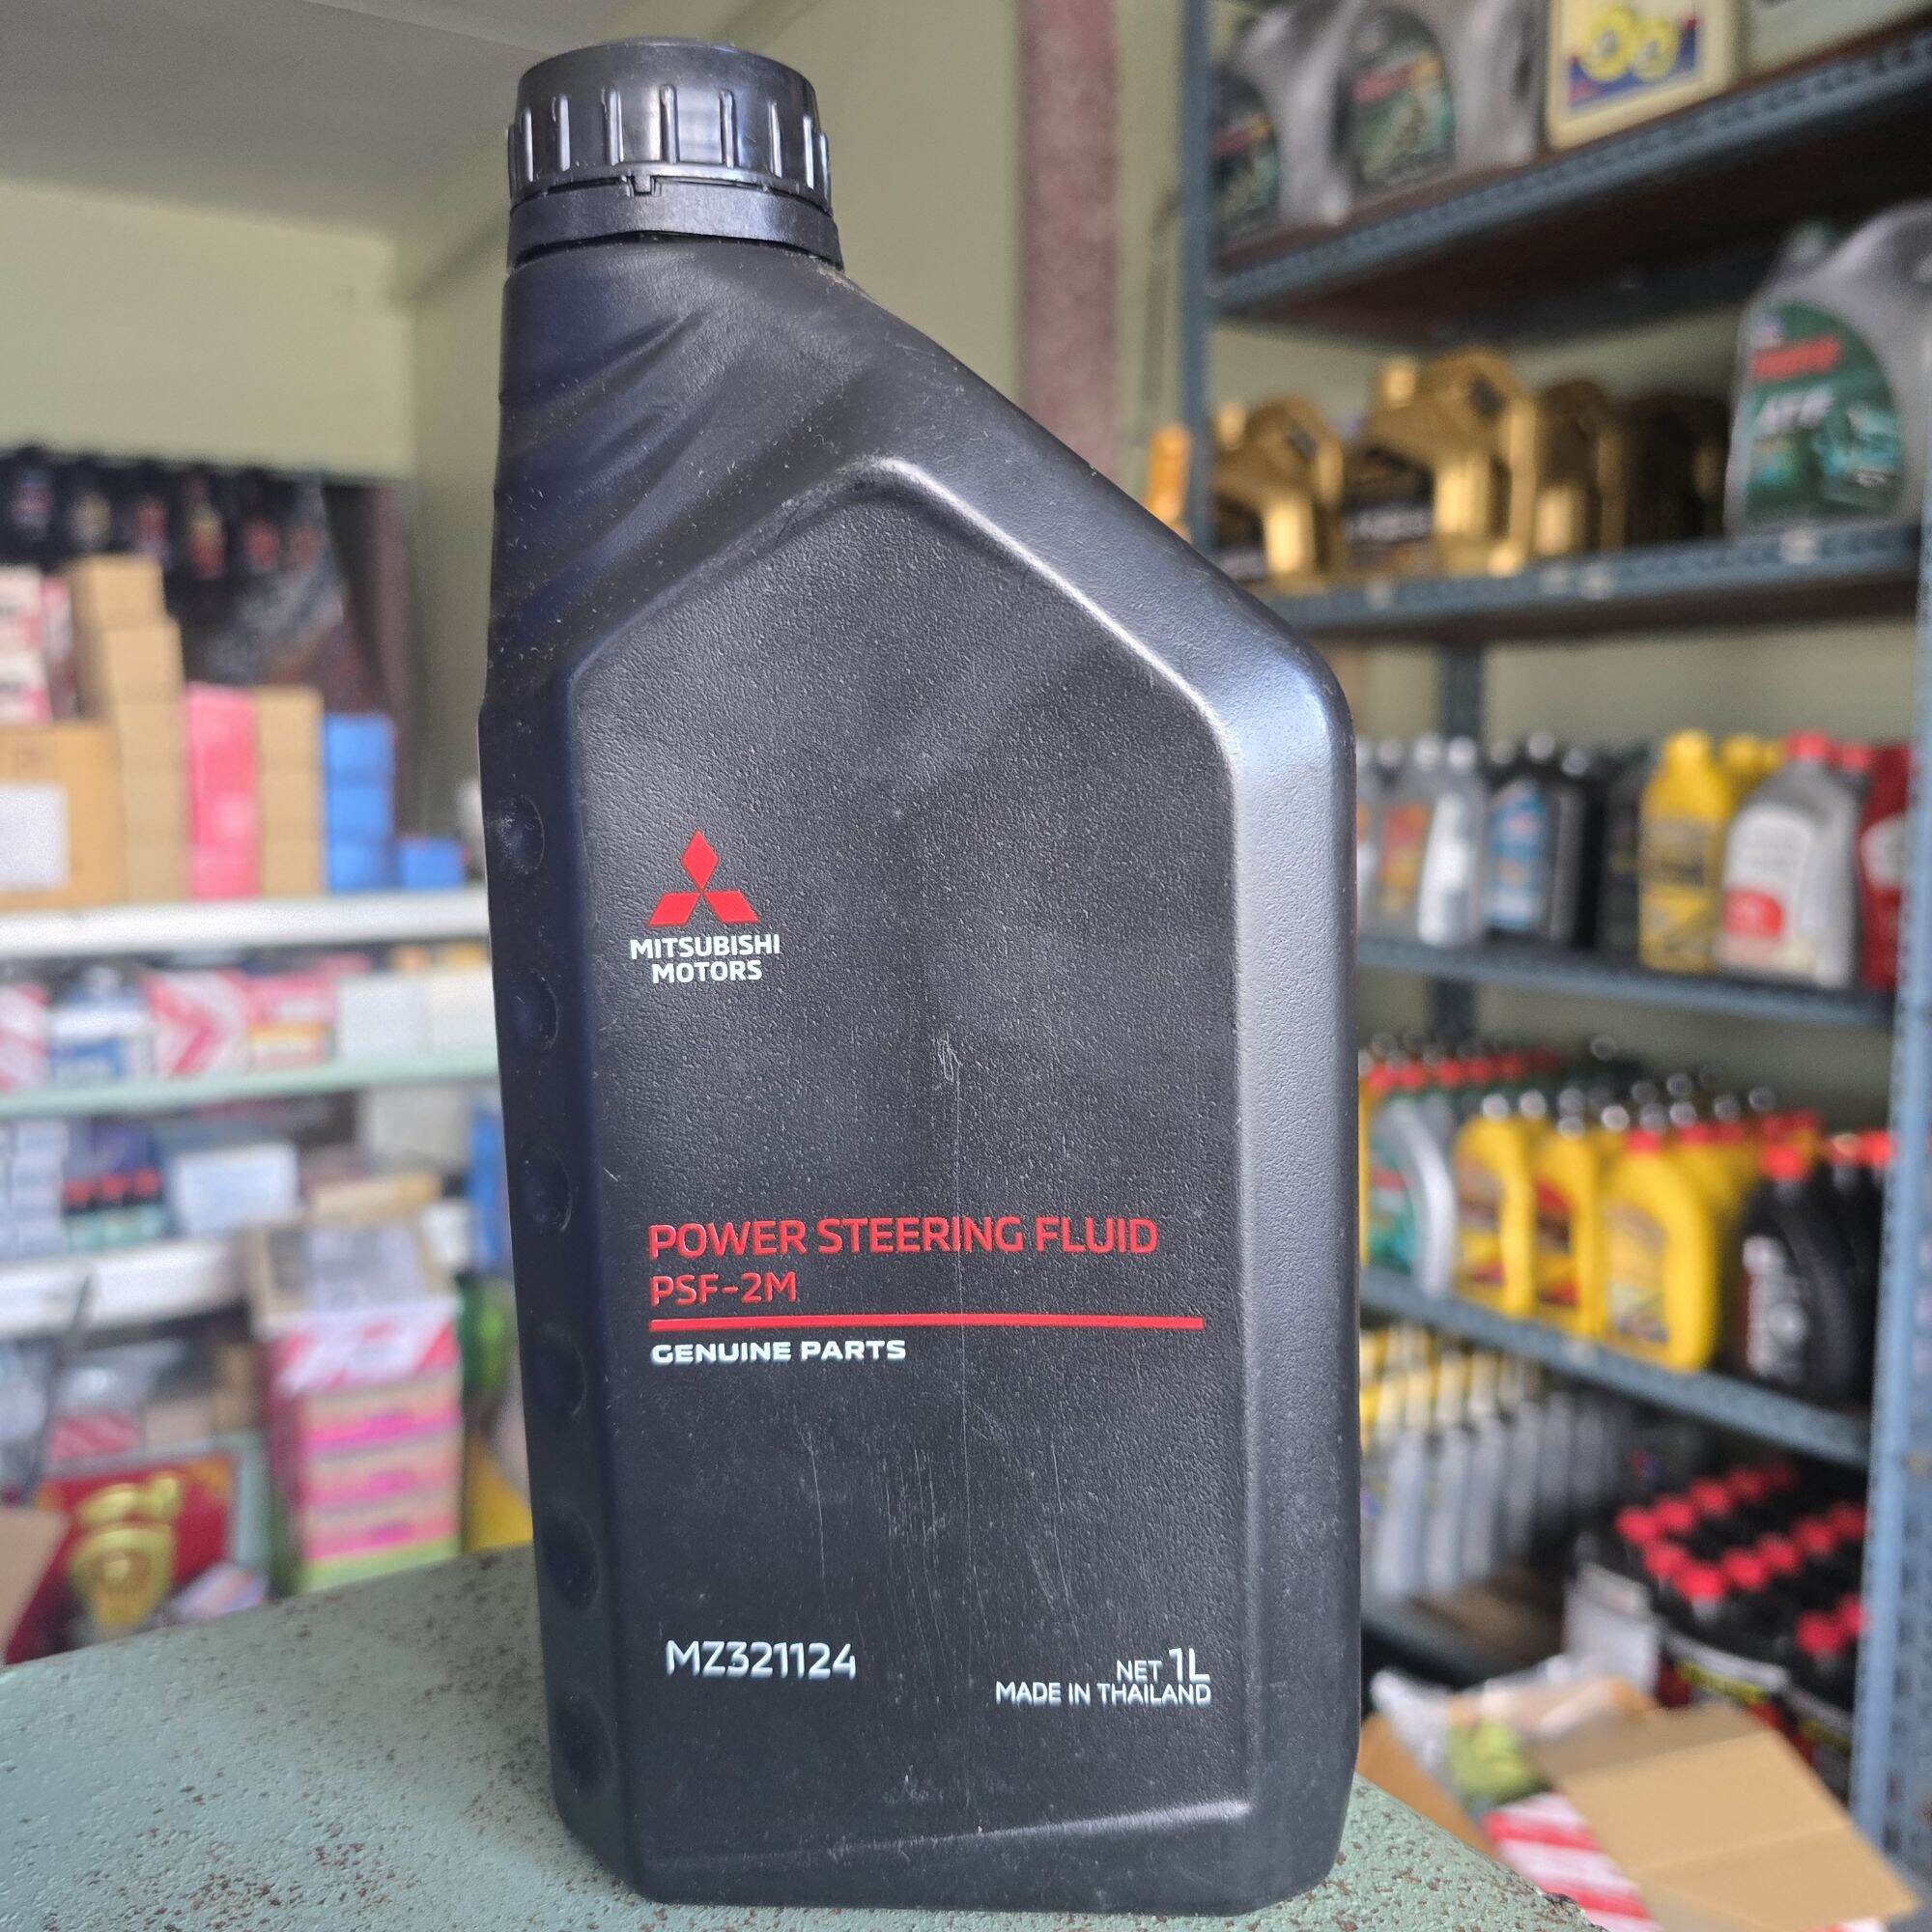 MITSUBISHI
MOTORS
POWER STEERING FLUID
PSF-2M
GENUINE PARTS
MZ321124
NET 1L
MADE IN THAILAND